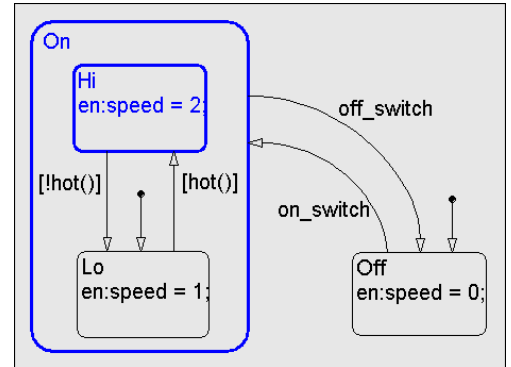 On
Hi
en:speed = 2;
off_switch
[!hot()]
[hot()]
on_switch
Lo
en:speed = 1;
Off
en:speed = 0;